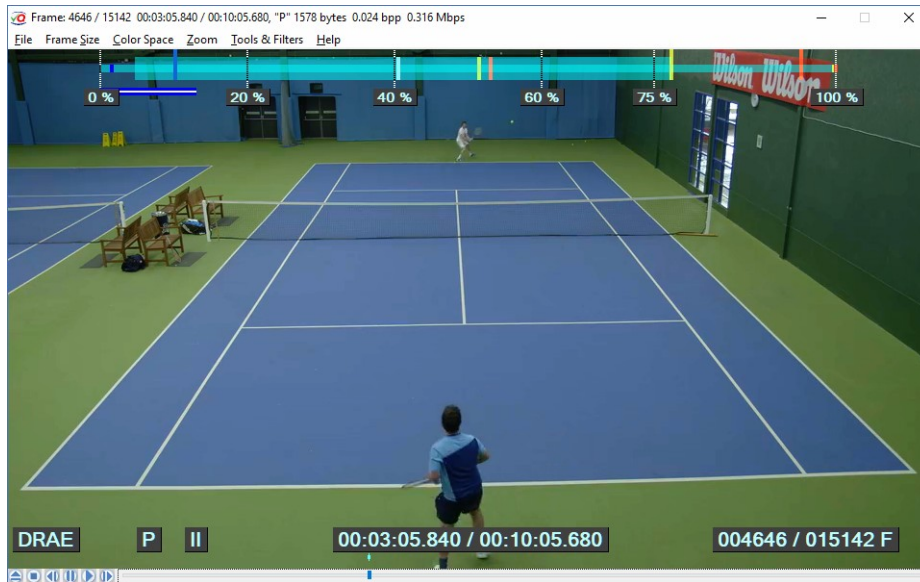 Frame: 4646 / 15142 00:03:05.840 / 00:10:05.680, "P" 1578 bytes 0.024 bpp 0.316 Mbps
File Frame Size Color Space Zoom Tools & Filters Help
Wilson Wilson
0 % 20 % 40 % 60 % 75 % 100 %
DRAE P II 00:03:05.840 / 00:10:05.680 004646 / 015142 F